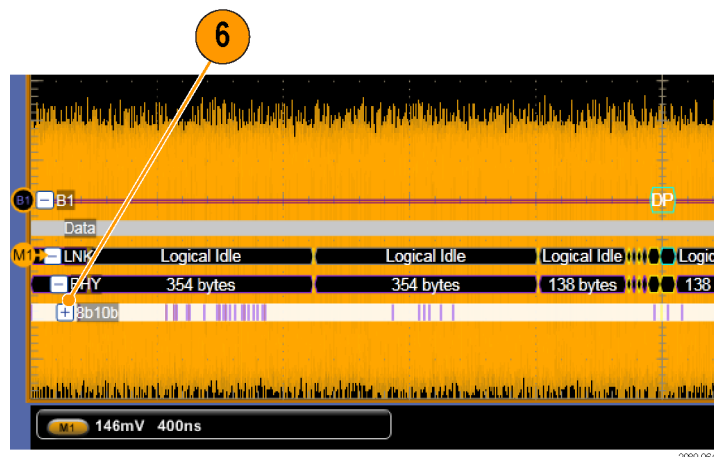 6
B1 B1 DP
Data
M1 LNK Logical Idle Logical Idle Logical Idle Logic
PHY 354 bytes 354 bytes 138 bytes 138
8b10b
M1 146mV 400ns